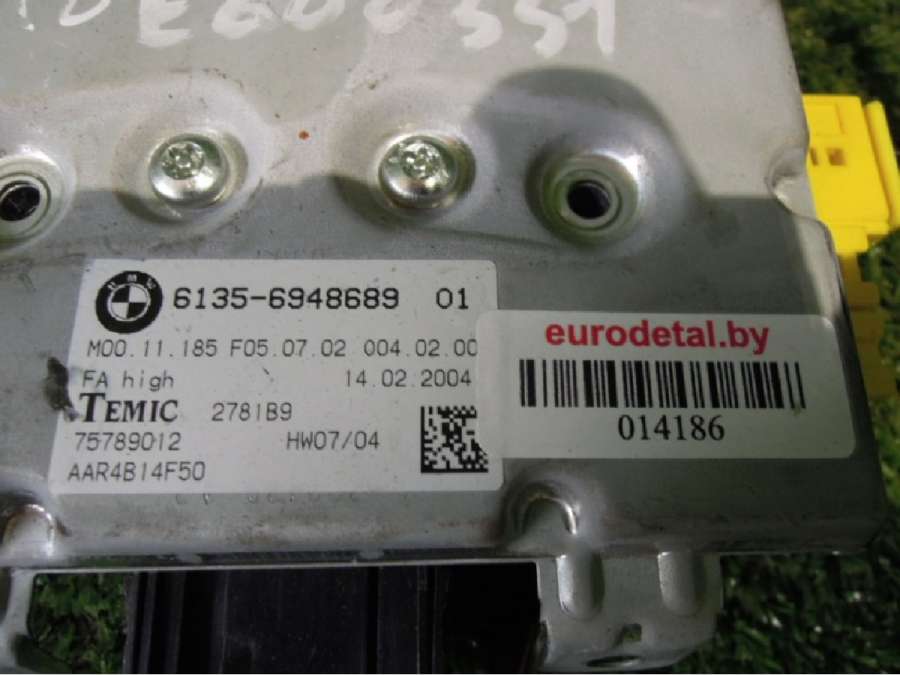 BMW
6135-6948689 01
M00.11.185 F05.07.02 004.02.00
FA high 14.02.2004
TEMIC 2781B9
75789012 HW07/04
AAR4B14F50
eurodetal.by
014186